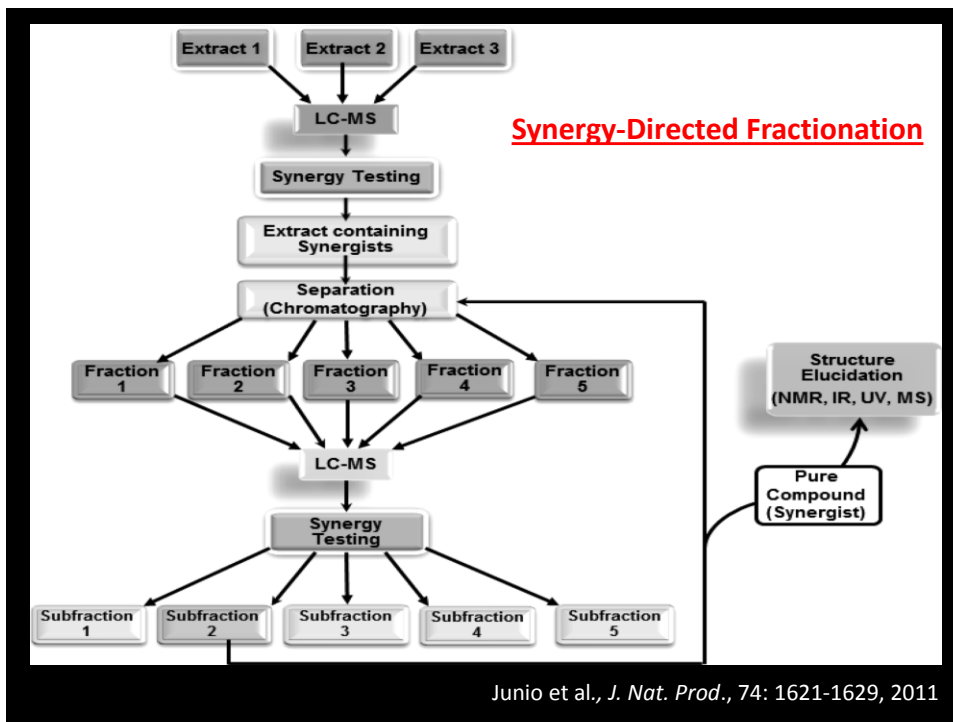 Extract 1
Extract 2
Extract 3
LC-MS
Synergy-Directed Fractionation
Synergy Testing
Extract containing
Synergists
Separation
(Chromatography)
Fraction
1
Fraction
2
Fraction
3
Fraction
4
Fraction
5
Structure
Elucidation
(NMR, IR, UV, MS)
LC-MS
Pure
Compound
(Synergist)
Synergy
Testing
Subfraction
1
Subfraction
2
Subfraction
3
Subfraction
4
Subfraction
5
Junio et al., J. Nat. Prod., 74: 1621-1629, 2011